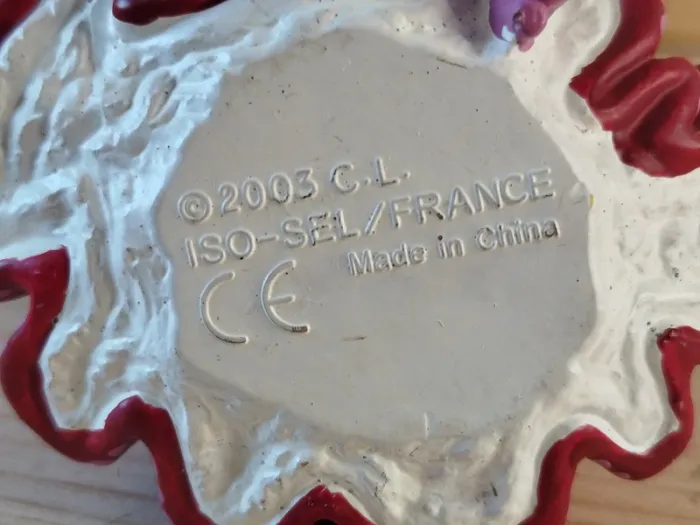 ©2003 C.L.
ISO-SEL/FRANCE
Made in China
CE